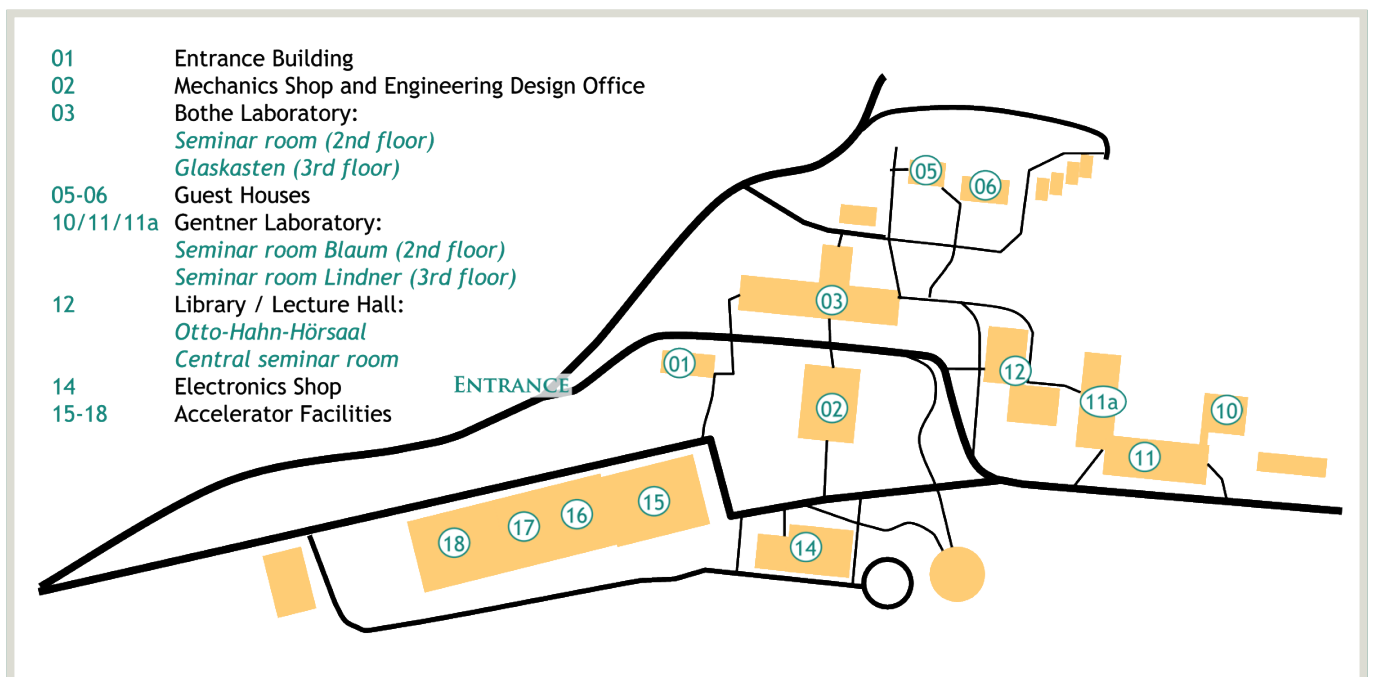 01 Entrance Building
02 Mechanics Shop and Engineering Design Office
03 Bothe Laboratory:
Seminar room (2nd floor)
Glaskasten (3rd floor)
05-06 Guest Houses
10/11/11a Gentner Laboratory:
Seminar room Blaum (2nd floor)
Seminar room Lindner (3rd floor)
12 Library / Lecture Hall:
Otto-Hahn-Hörsaal
Central seminar room
14 Electronics Shop
15-18 Accelerator Facilities
ENTRANCE
05
06
03
01
12
02
11a
10
11
15
16
17
18
14